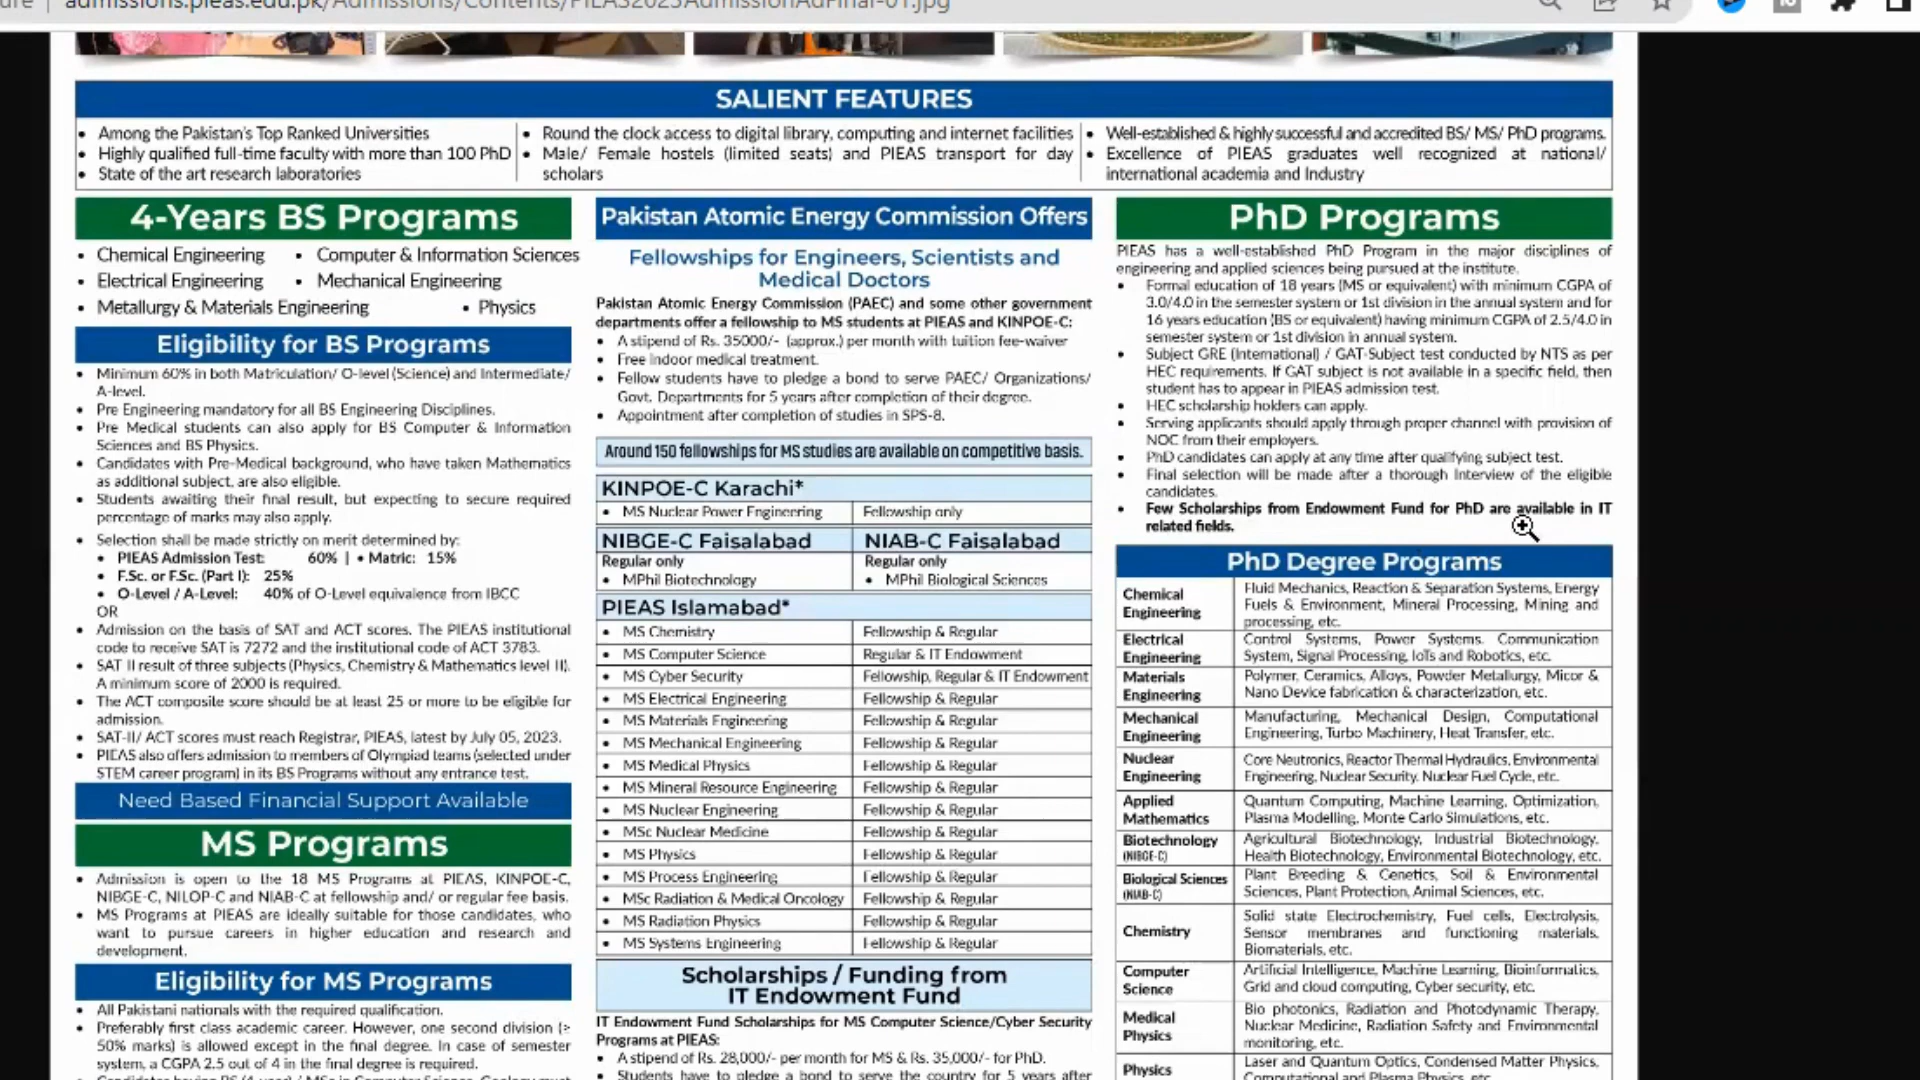 admissions.pieas.edu.pk/Admissions/Contents/PIEAS2023AdmissionAdFinal-01.jpg
SALIENT FEATURES
• Among the Pakistan's Top Ranked Universities
• Highly qualified full-time faculty with more than 100 PhD
• State of the art research laboratories
• Round the clock access to digital library, computing and internet facilities
• Male/ Female hostels (limited seats) and PIEAS transport for day
scholars
• Well-established & highly successful and accredited BS/ MS/ PhD programs.
• Excellence of PIEAS graduates well recognized at national/
international academia and Industry
4-Years BS Programs
• Chemical Engineering • Computer & Information Sciences
• Electrical Engineering • Mechanical Engineering
• Metallurgy & Materials Engineering • Physics
Eligibility for BS Programs
• Minimum 60% in both Matriculation/ O-level (Science) and Intermediate/
A-level.
• Pre Engineering mandatory for all BS Engineering Disciplines.
• Pre Medical students can also apply for BS Computer & Information
Sciences and BS Physics.
• Candidates with Pre-Medical background, who have taken Mathematics
as additional subject, are also eligible.
• Students awaiting their final result, but expecting to secure required
percentage of marks may also apply.
• Selection shall be made strictly on merit determined by:
• PIEAS Admission Test: 60% | • Matric: 15%
• F.Sc. or F.Sc. (Part I): 25%
• O-Level / A-Level: 40% of O-Level equivalence from IBCC
OR
• Admission on the basis of SAT and ACT scores. The PIEAS institutional
code to receive SAT is 7272 and the institutional code of ACT 3783.
• SAT II result of three subjects (Physics, Chemistry & Mathematics level II).
A minimum score of 2000 is required.
• The ACT composite score should be at least 25 or more to be eligible for
admission.
• SAT-II/ ACT scores must reach Registrar, PIEAS, latest by July 05, 2023.
• PIEAS also offers admission to members of Olympiad teams (selected under
STEM career program) in its BS Programs without any entrance test.
Need Based Financial Support Available
MS Programs
• Admission is open to the 18 MS Programs at PIEAS, KINPOE-C,
NIBGE-C, NILOP-C and NIAB-C at fellowship and/ or regular fee basis.
• MS Programs at PIEAS are ideally suitable for those candidates, who
want to pursue careers in higher education and research and
development.
Eligibility for MS Programs
• All Pakistani nationals with the required qualification.
• Preferably first class academic career. However, one second division (≥
50% marks) is allowed except in the final degree. In case of semester
system, a CGPA 2.5 out of 4 in the final degree is required.
• Candidates having BS (4-year) / MSc in Computer Science, Geology must
Pakistan Atomic Energy Commission Offers
Fellowships for Engineers, Scientists and
Medical Doctors
Pakistan Atomic Energy Commission (PAEC) and some other government
departments offer a fellowship to MS students at PIEAS and KINPOE-C:
• A stipend of Rs. 35000/- (approx.) per month with tuition fee-waiver
• Free indoor medical treatment.
• Fellow students have to pledge a bond to serve PAEC/ Organizations/
Govt. Departments for 5 years after completion of their degree.
• Appointment after completion of studies in SPS-8.
Around 150 fellowships for MS studies are available on competitive basis.
KINPOE-C Karachi*
• MS Nuclear Power Engineering Fellowship only
NIBGE-C Faisalabad NIAB-C Faisalabad
Regular only Regular only
• MPhil Biotechnology • MPhil Biological Sciences
PIEAS Islamabad*
• MS Chemistry Fellowship & Regular
• MS Computer Science Regular & IT Endowment
• MS Cyber Security Fellowship, Regular & IT Endowment
• MS Electrical Engineering Fellowship & Regular
• MS Materials Engineering Fellowship & Regular
• MS Mechanical Engineering Fellowship & Regular
• MS Medical Physics Fellowship & Regular
• MS Mineral Resource Engineering Fellowship & Regular
• MS Nuclear Engineering Fellowship & Regular
• MSc Nuclear Medicine Fellowship & Regular
• MS Physics Fellowship & Regular
• MS Process Engineering Fellowship & Regular
• MSc Radiation & Medical Oncology Fellowship & Regular
• MS Radiation Physics Fellowship & Regular
• MS Systems Engineering Fellowship & Regular
Scholarships / Funding from
IT Endowment Fund
IT Endowment Fund Scholarships for MS Computer Science/Cyber Security
Programs at PIEAS:
• A stipend of Rs. 28,000/- per month for MS & Rs. 35,000/- for PhD.
• Students have to pledge a bond to serve the country for 5 years after
PhD Programs
PIEAS has a well-established PhD Program in the major disciplines of
engineering and applied sciences being pursued at the institute.
• Formal education of 18 years (MS or equivalent) with minimum CGPA of
3.0/4.0 in the semester system or 1st division in the annual system and for
16 years education (BS or equivalent) having minimum CGPA of 2.5/4.0 in
semester system or 1st division in annual system.
• Subject GRE (International) / GAT-Subject test conducted by NTS as per
HEC requirements. If GAT subject is not available in a specific field, then
student has to appear in PIEAS admission test.
• HEC scholarship holders can apply.
• Serving applicants should apply through proper channel with provision of
NOC from their employers.
• PhD candidates can apply at any time after qualifying subject test.
• Final selection will be made after a thorough Interview of the eligible
candidates.
• Few Scholarships from Endowment Fund for PhD are available in IT
related fields.
PhD Degree Programs
Chemical
Engineering
Fluid Mechanics, Reaction & Separation Systems, Energy
Fuels & Environment, Mineral Processing, Mining and
processing, etc.
Electrical
Engineering
Control Systems, Power Systems. Communication
System, Signal Processing, IoTs and Robotics, etc.
Materials
Engineering
Polymer, Ceramics, Alloys, Powder Metallurgy, Micor &
Nano Device fabrication & characterization, etc.
Mechanical
Engineering
Manufacturing, Mechanical Design, Computational
Engineering, Turbo Machinery, Heat Transfer, etc.
Nuclear
Engineering
Core Neutronics, Reactor Thermal Hydraulics, Environmental
Engineering, Nuclear Security, Nuclear Fuel Cycle, etc.
Applied
Mathematics
Quantum Computing, Machine Learning, Optimization,
Plasma Modelling, Monte Carlo Simulations, etc.
Biotechnology
(NIBGE-C)
Agricultural Biotechnology, Industrial Biotechnology,
Health Biotechnology, Environmental Biotechnology, etc.
Biological Sciences
(NIAB-C)
Plant Breeding & Genetics, Soil & Environmental
Sciences, Plant Protection, Animal Sciences, etc.
Chemistry
Solid state Electrochemistry, Fuel cells, Electrolysis,
Sensor membranes and functioning materials,
Biomaterials, etc.
Computer
Science
Artificial Intelligence, Machine Learning, Bioinformatics,
Grid and cloud computing, Cyber security, etc.
Medical
Physics
Bio photonics, Radiation and Photodynamic Therapy,
Nuclear Medicine, Radiation Safety and Environmental
monitoring, etc.
Physics
Laser and Quantum Optics, Condensed Matter Physics,
Computational and Plasma Physics, etc.